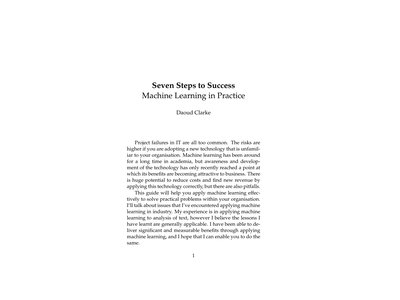 Seven Steps to Success
Machine Learning in Practice
Daoud Clarke
Project failures in IT are all too common. The risks are
higher if you are adopting a new technology that is unfamil-
iar to your organisation. Machine learning has been around
for a long time in academia, but awareness and develop-
ment of the technology has only recently reached a point at
which its benefits are becoming attractive to business. There
is huge potential to reduce costs and find new revenue by
applying this technology correctly, but there are also pitfalls.
This guide will help you apply machine learning effec-
tively to solve practical problems within your organisation.
I'll talk about issues that I've encountered applying machine
learning in industry. My experience is in applying machine
learning to analysis of text, however I believe the lessons I
have learnt are generally applicable. I have been able to de-
liver significant and measurable benefits through applying
machine learning, and I hope that I can enable you to do the
same.
1